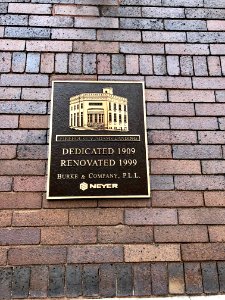 DEDICATED 1909
RENOVATED 1999
BURKE & COMPANY, P.L.L.
NEYER